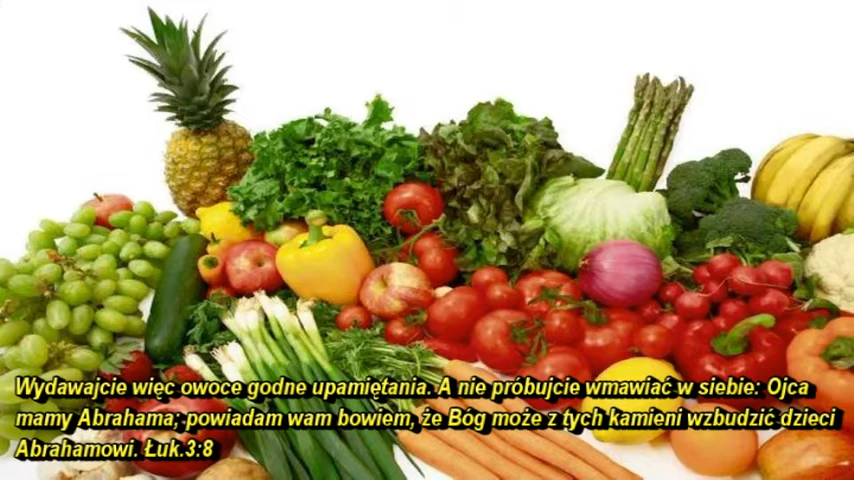 Wydawajcie więc owoce godne upamiętania. A nie próbujcie wmawiać w siebie: Ojca
mamy Abrahama; powiadam wam bowiem, że Bóg może z tych kamieni wzbudzić dzieci
Abrahamowi. Łuk.3:8